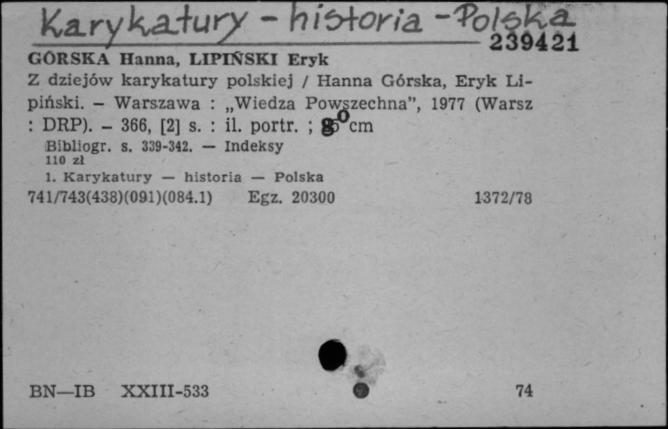 Karykatury - historia - Polska
239421
GÓRSKA Hanna, LIPIŃSKI Eryk
Z dziejów karykatury polskiej / Hanna Górska, Eryk Li-
piński. — Warszawa : „Wiedza Powszechna”, 1977 (Warsz
: DRP). — 366, [2] s. : il. portr. ; 8⁰ cm
Bibliogr. s. 339-342. — Indeksy
110 zł
1. Karykatury — historia — Polska
741/743(438)(091)(084.1) Egz. 20300 1372/78
BN—IB XXIII-533 74